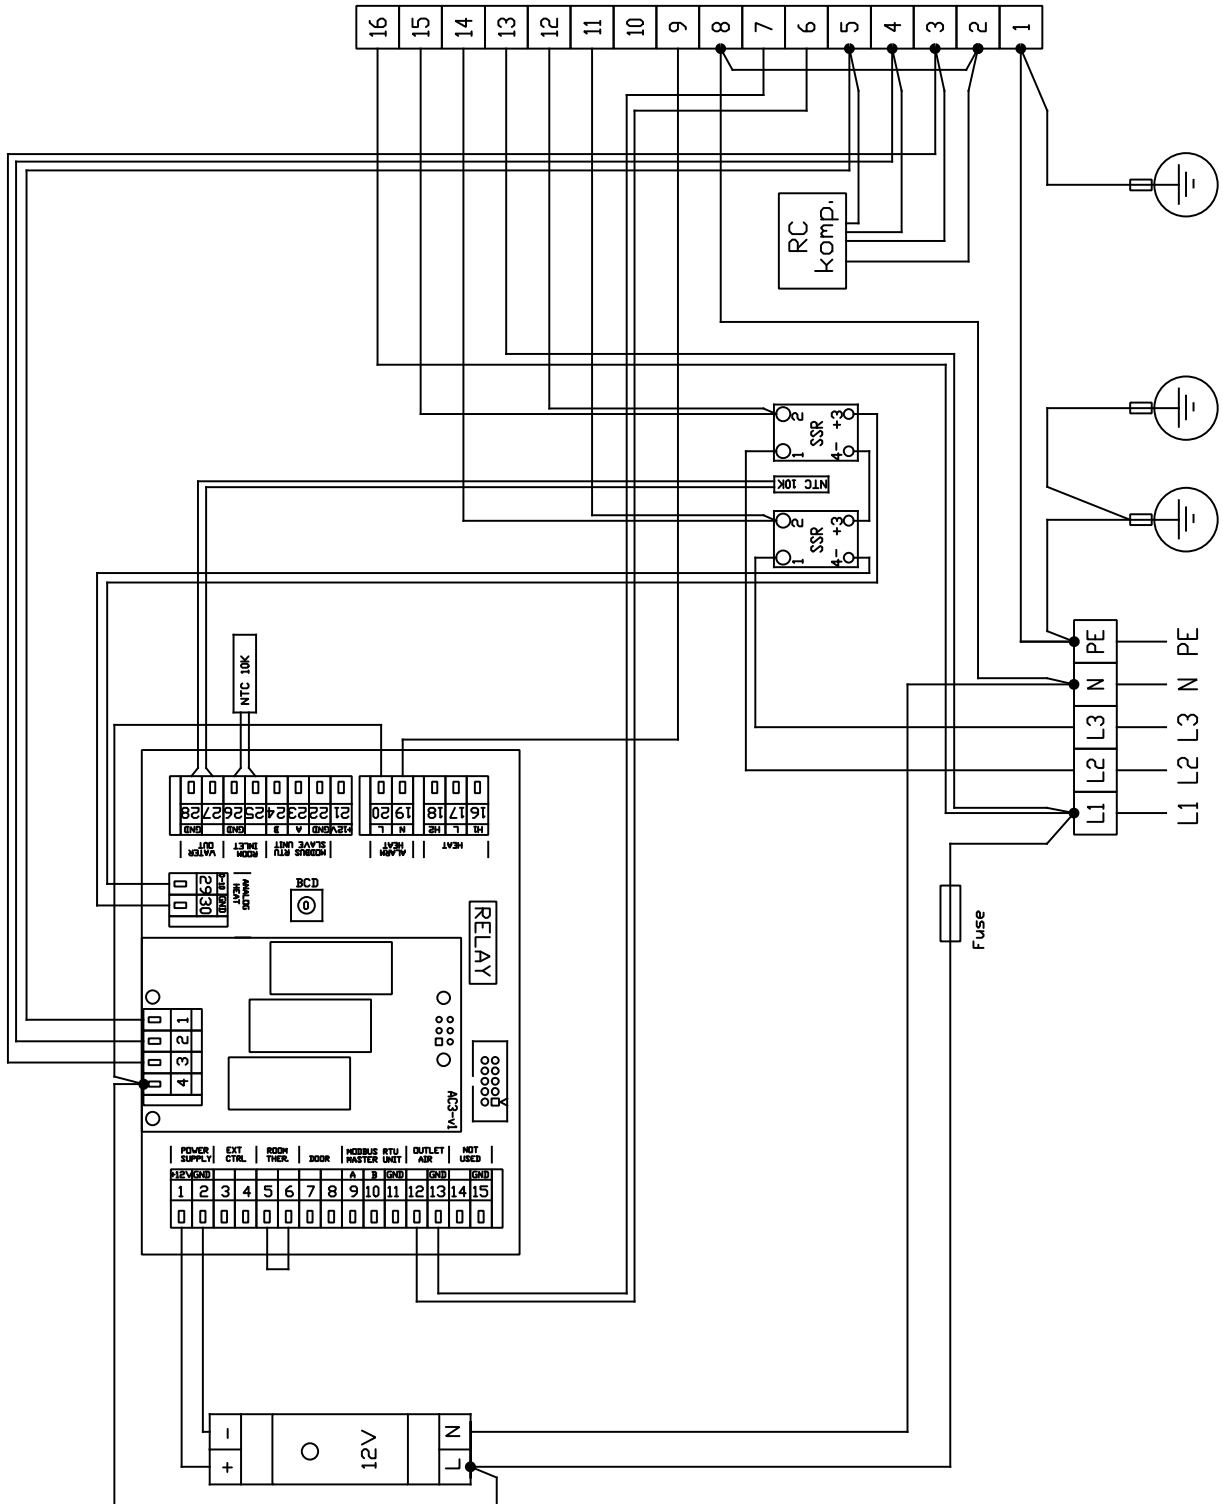 16 15 14 13 12 11 10 9 8 7 6 5 4 3 2 1
RC
komp.
2 +3
SSR
1 4-
NTC 10K
2 +3
SSR
1 4-
PE PE
N N
L3 L3
L2 L2
L1 L1
Fuse
NTC 10K
28 27 26 25 24 23 22 21 20 19 18 17 16
GND GND B A GND +12V L N H2 L H1
VATER OUT
ROOM INLET
MODBUS RTU SLAVE UNIT
ALARM HEAT
HEAT
29 0-10
30 GND
ANALOG HEAT
BCD
RELAY
1
2
3
4
AC3-v1
POWER SUPPLY
EXT CTRL
ROOM THER.
DOOR
MODBUS RTU MASTER UNIT
OUTLET AIR
NOT USED
+12V GND A B GND GND GND
1 2 3 4 5 6 7 8 9 10 11 12 13 14 15
- N
12V
+ L